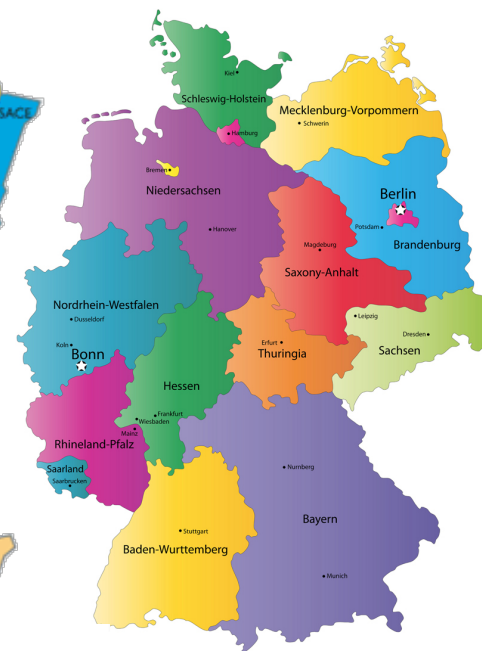 Kiel
Schleswig-Holstein
Mecklenburg-Vorpommern
SACE
Schwerin
Hamburg
Bremen
Niedersachsen
Berlin
Potsdam
Hanover
Brandenburg
Magdeburg
Saxony-Anhalt
Nordrhein-Westfalen
Dusseldorf
Leipzig
Dresden
Erfurt
Koln
Bonn
Thuringia
Sachsen
Hessen
Frankfurt
Wiesbaden
Mainz
Rhineland-Pfalz
Saarland
Nurnberg
Saarbrucken
Bayern
Stuttgart
Baden-Wurttemberg
Munich